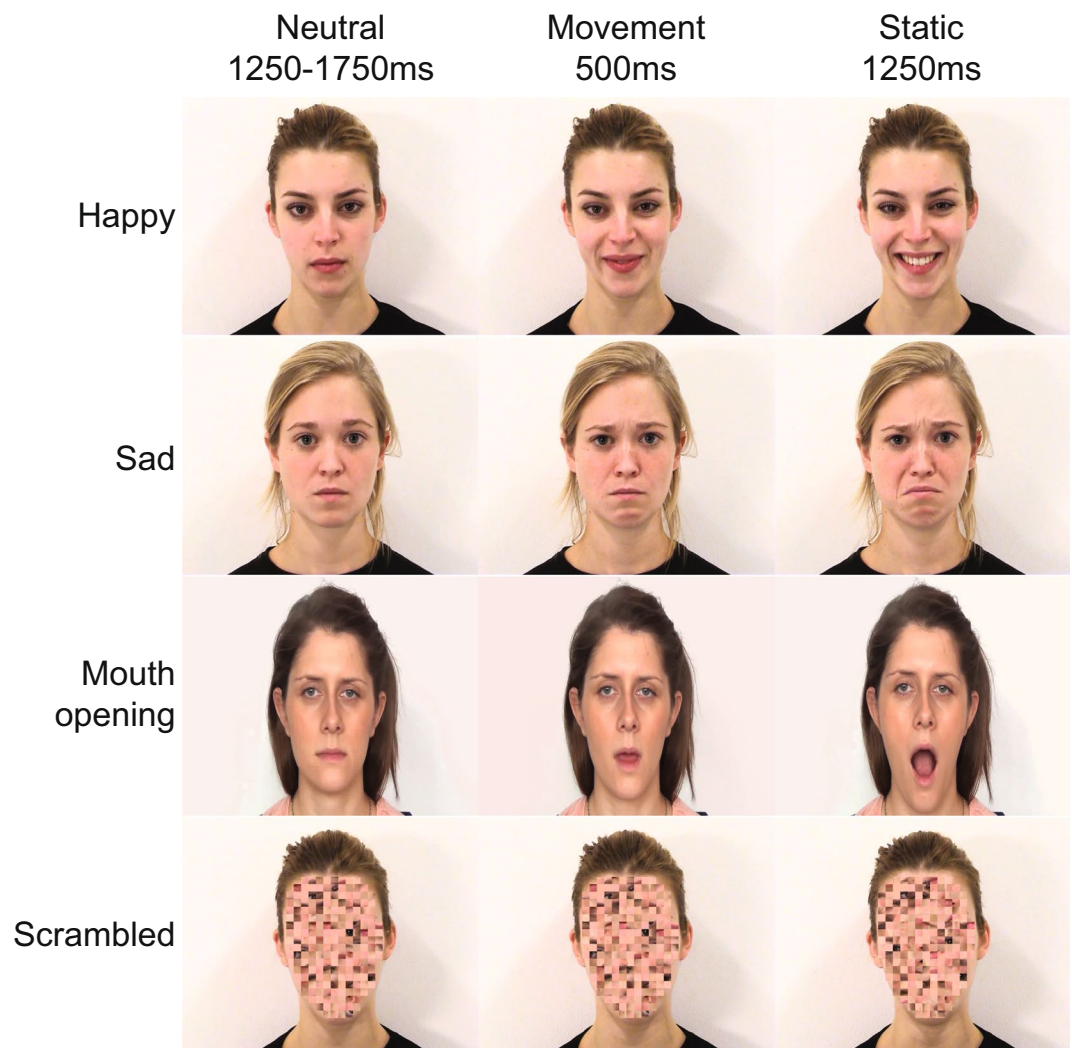 Neutral
1250-1750ms
Movement
500ms
Static
1250ms
Happy
Sad
Mouth
opening
Scrambled